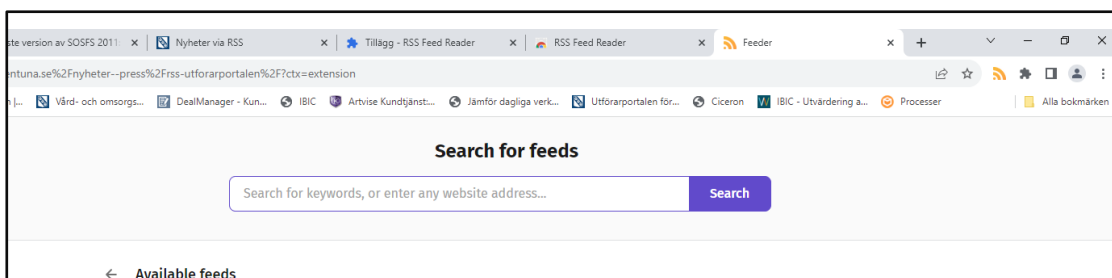 ste version av SOSFS 2011: Nyheter via RSS Tillägg - RSS Feed Reader RSS Feed Reader Feeder
entuna.se%2Fnyheter--press%2Frss-utforarportalen%2F?ctx=extension
n |... Vård- och omsorgs... DealManager - Kun... IBIC Artvise Kundtjänst:... Jämför dagliga verk... Utförarportalen för... Ciceron IBIC - Utvärdering a... Processer Alla bokmärken
Search for feeds
Search for keywords, or enter any website address... Search
← Available feeds